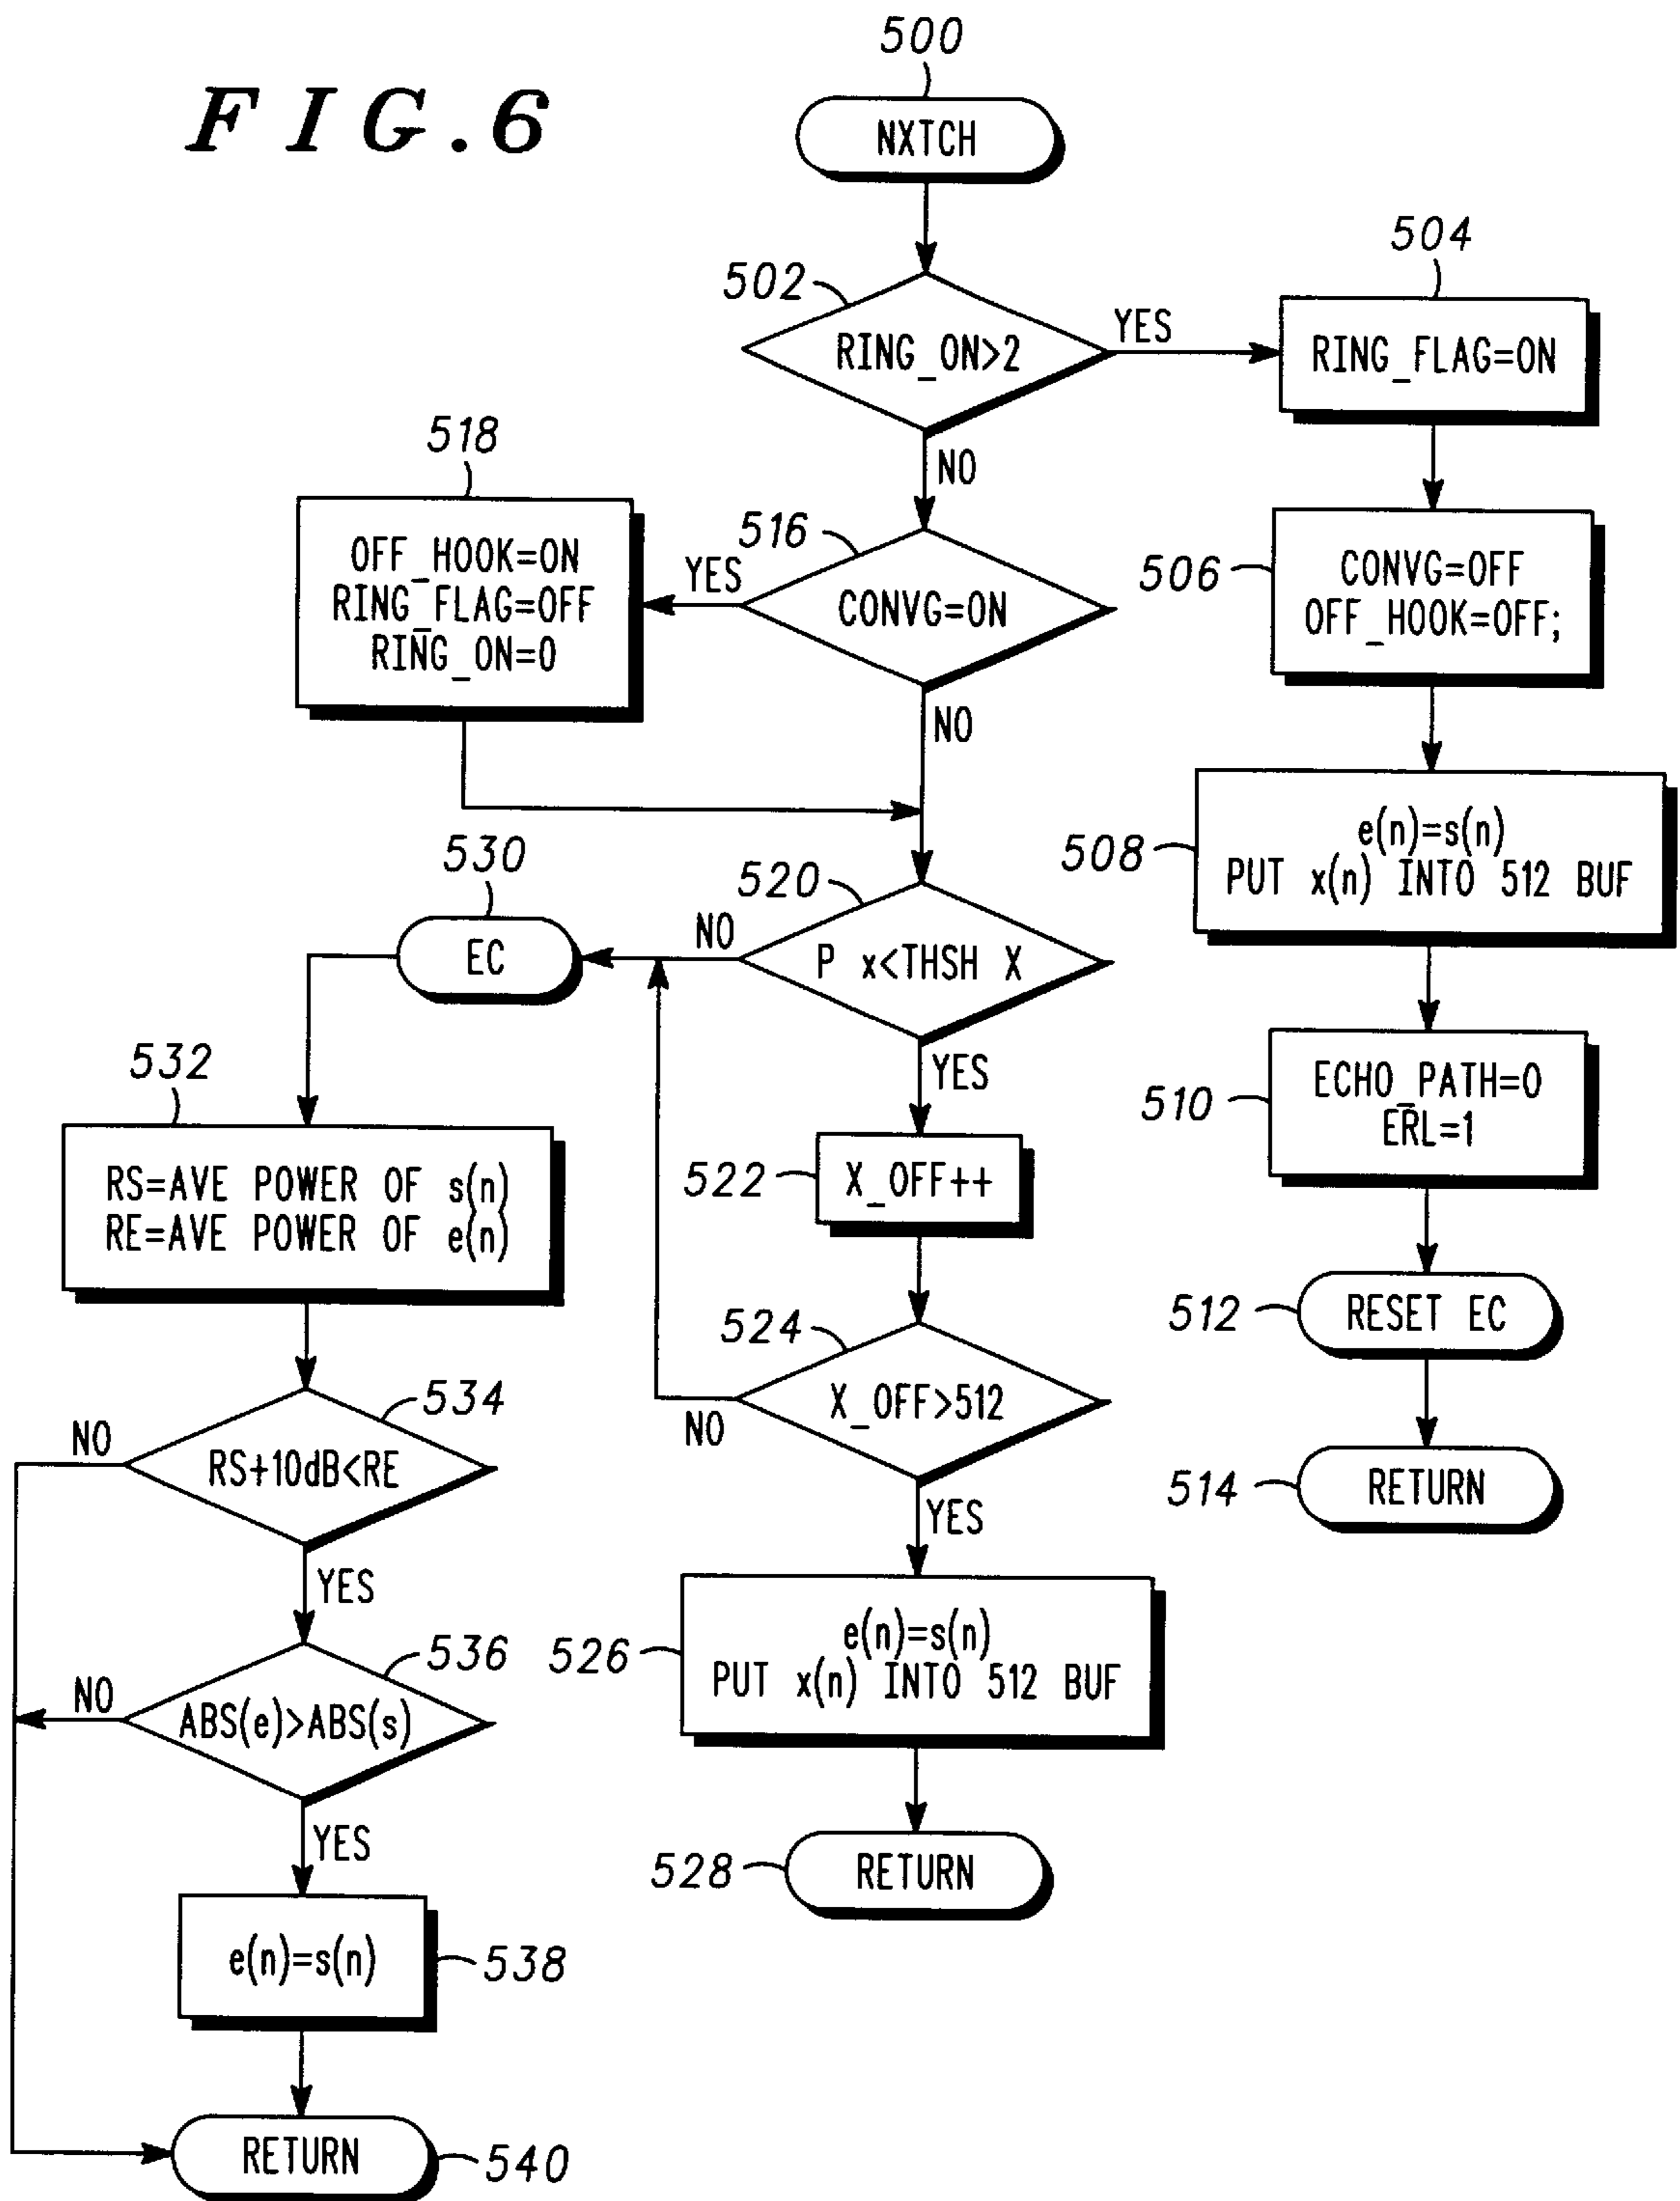 FIG.6
500
NXTCH
502
RING_ON>2
YES
504
RING_FLAG=ON
NO
518
OFF_HOOK=ON
RING_FLAG=OFF
RING_ON=0
516
YES
CONVG=ON
NO
506
CONVG=OFF
OFF_HOOK=OFF;
508
e(n)=s(n)
PUT x(n) INTO 512 BUF
530
EC
520
NO
P x<THSH X
YES
510
ECHO_PATH=0
ERL=1
532
RS=AVE POWER OF s(n)
RE=AVE POWER OF e(n)
522
X_OFF++
512
RESET EC
524
X_OFF>512
NO
YES
534
NO
RS+10dB<RE
YES
514
RETURN
536
NO
ABS(e)>ABS(s)
YES
526
e(n)=s(n)
PUT x(n) INTO 512 BUF
528
RETURN
e(n)=s(n)
538
RETURN
540